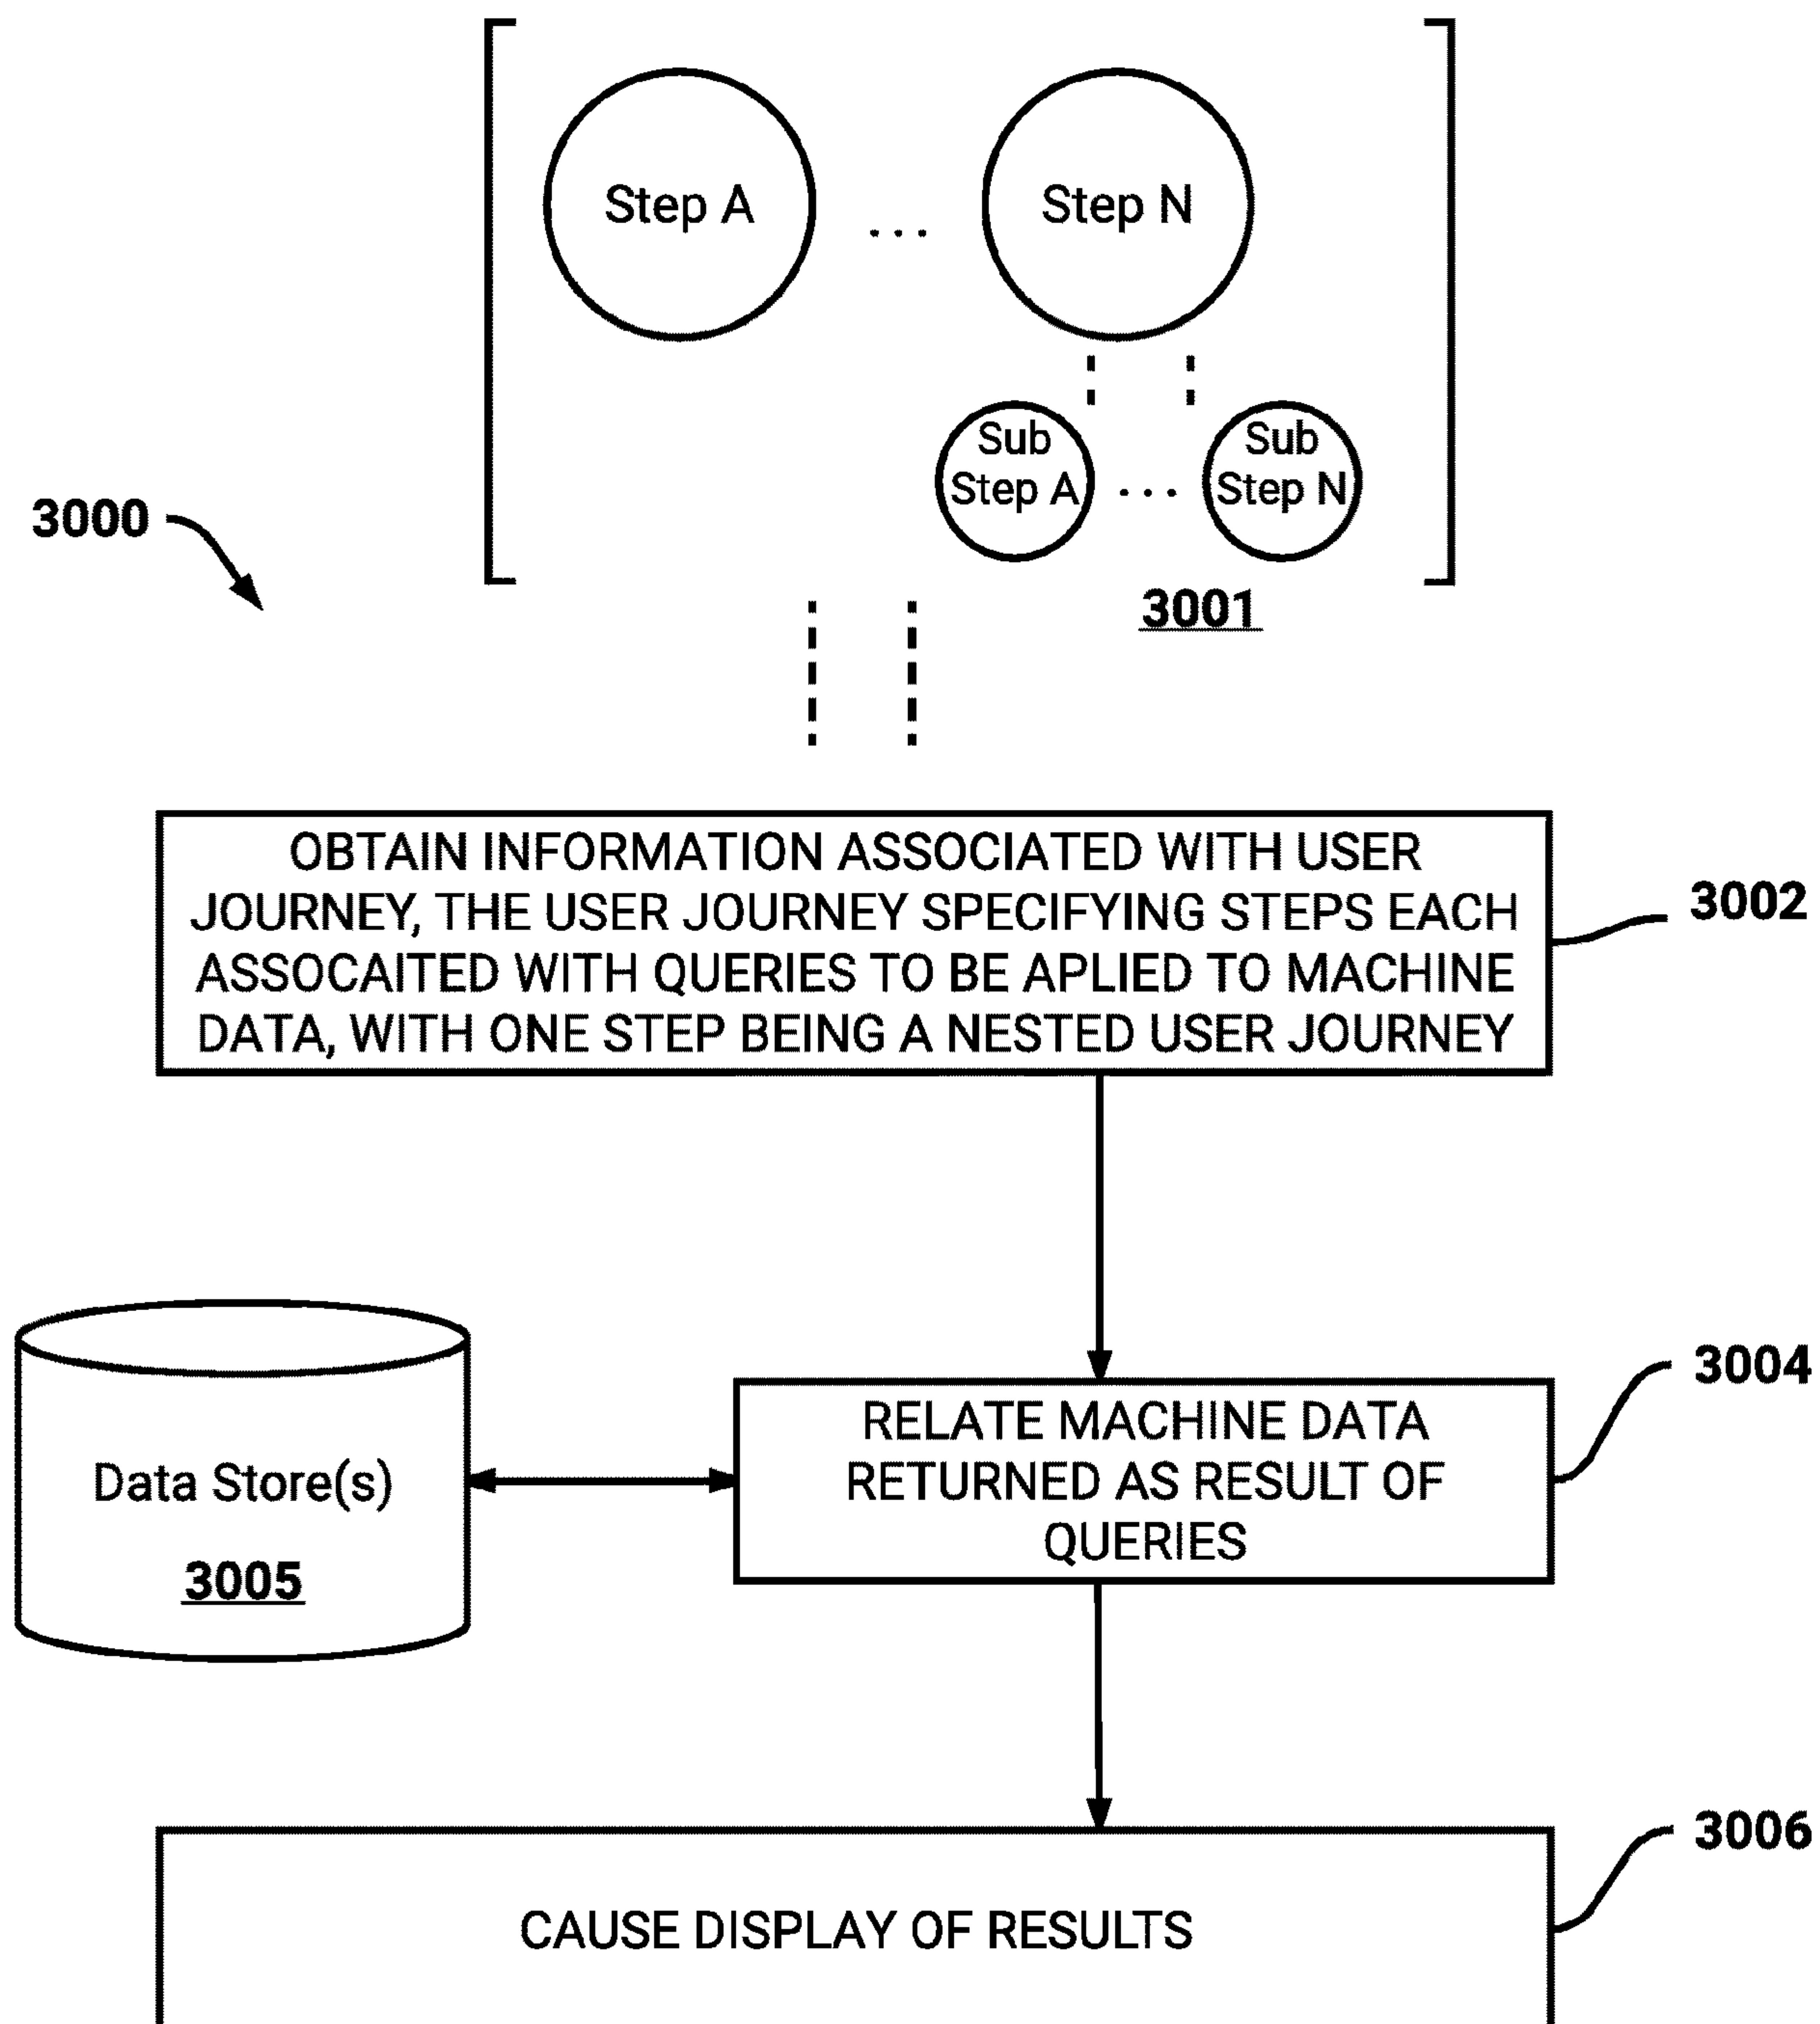 Step A
...
Step N
Sub
Step A
...
Sub
Step N
3000
3001
OBTAIN INFORMATION ASSOCIATED WITH USER
JOURNEY, THE USER JOURNEY SPECIFYING STEPS EACH
ASSOCAITED WITH QUERIES TO BE APLIED TO MACHINE
DATA, WITH ONE STEP BEING A NESTED USER JOURNEY
3002
Data Store(s)
3005
RELATE MACHINE DATA
RETURNED AS RESULT OF
QUERIES
3004
CAUSE DISPLAY OF RESULTS
3006